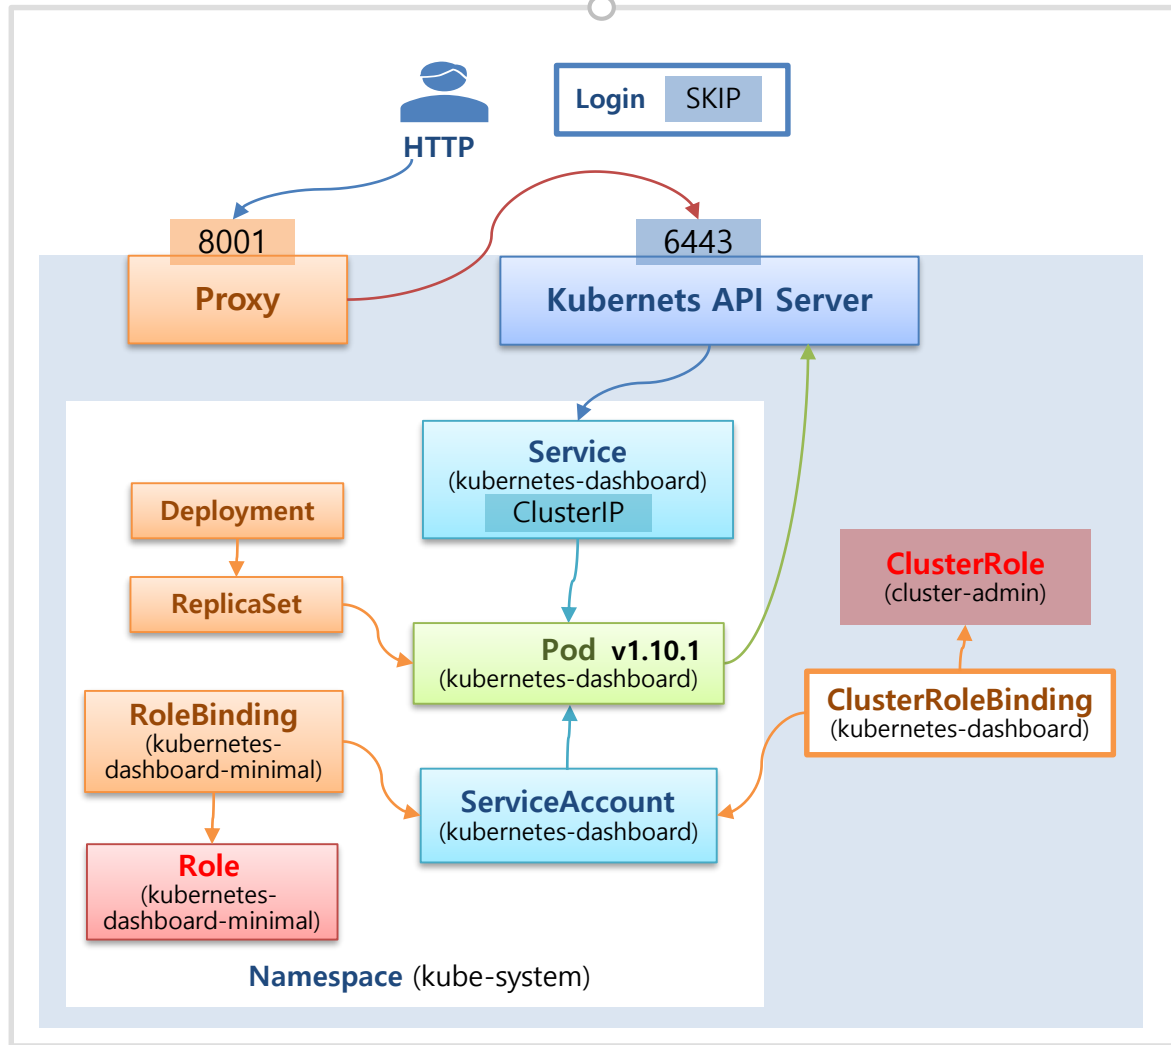 Login SKIP
HTTP
8001
6443
Proxy
Kubernets API Server
Service
(kubernetes-dashboard)
ClusterIP
Deployment
ReplicaSet
ClusterRole
(cluster-admin)
Pod v1.10.1
(kubernetes-dashboard)
RoleBinding
(kubernetes-
dashboard-minimal)
ClusterRoleBinding
(kubernetes-dashboard)
ServiceAccount
(kubernetes-dashboard)
Role
(kubernetes-
dashboard-minimal)
Namespace (kube-system)